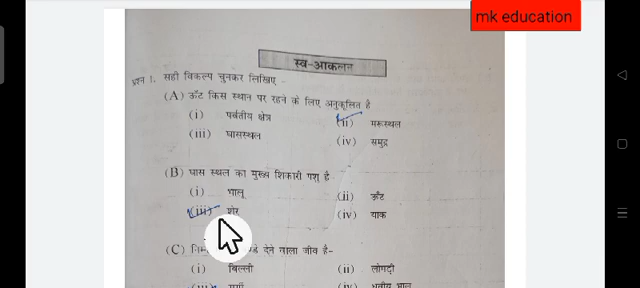 mk education
स्व-आकलन
प्रश्न 1. सही विकल्प चुनकर लिखिए -
(A) ऊँट किस स्थान पर रहने के लिए अनुकूलित है
(i) पर्वतीय क्षेत्र (ii) मरूस्थल
(iii) घासस्थल (iv) समुद्र
(B) घास स्थल का मुख्य शिकारी पशु है
(i) भालू (ii) ऊँट
(iii) शेर (iv) याक
(C) देने वाला जीव है-
(i) बिल्ली (ii) लोमड़ी
(iv)